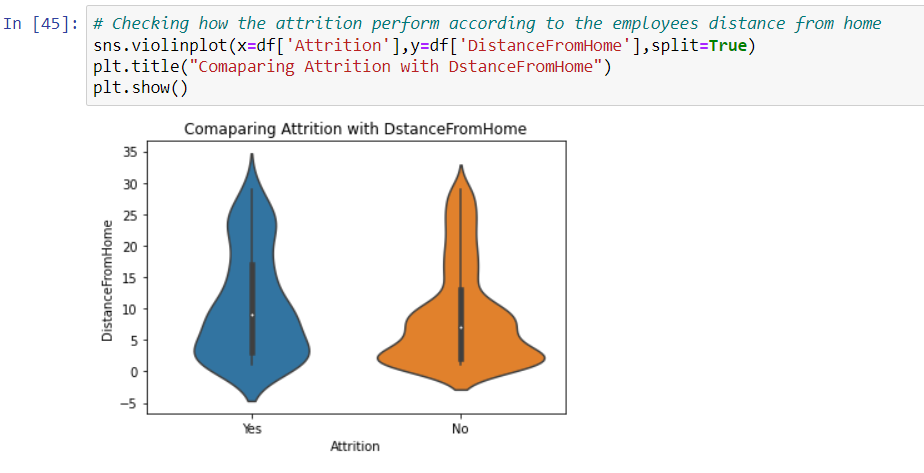 In [45]: # Checking how the attrition perform according to the employees distance from home
sns.violinplot(x=df['Attrition'],y=df['DistanceFromHome'],split=True)
plt.title("Comaparing Attrition with DstanceFromHome")
plt.show()
Comaparing Attrition with DstanceFromHome
35
30
25
20
15
10
5
0
−5
DistanceFromHome
Yes No
Attrition